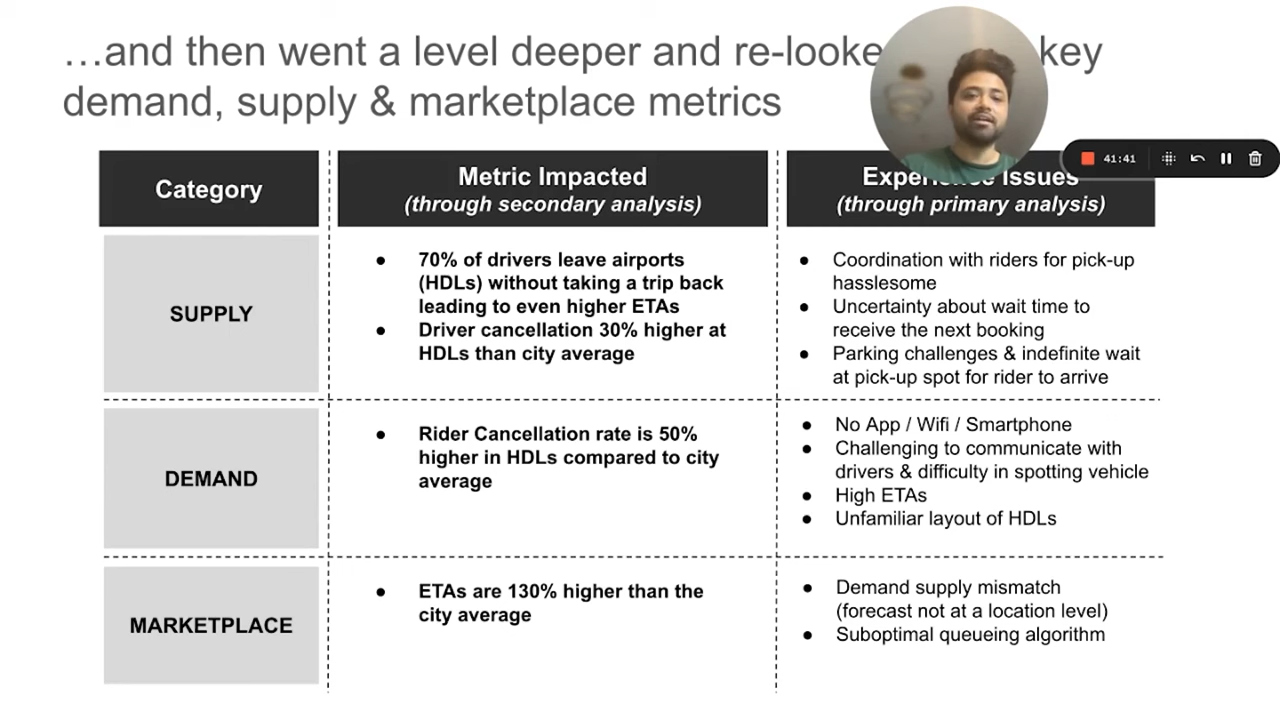 …and then went a level deeper and key
demand, supply & marketplace metrics
41:41
Category
Metric Impacted
(through secondary analysis)
Issues
(through primary analysis)
SUPPLY
● 70% of drivers leave airports
(HDLs) without taking a trip back
leading to even higher ETAs
● Driver cancellation 30% higher at
HDLs than city average
● Coordination with riders for pick-up
hasslesome
● Uncertainty about wait time to
receive the next booking
● Parking challenges & indefinite wait
at pick-up spot for rider to arrive
DEMAND
● Rider Cancellation rate is 50%
higher in HDLs compared to city
average
● No App / Wifi / Smartphone
● Challenging to communicate with
drivers & difficulty in spotting vehicle
● High ETAs
● Unfamiliar layout of HDLs
MARKETPLACE
● ETAs are 130% higher than the
city average
● Demand supply mismatch
(forecast not at a location level)
● Suboptimal queueing algorithm